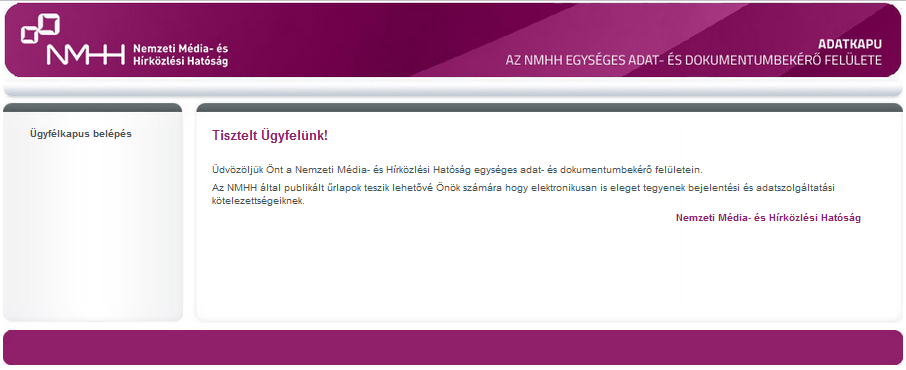 NMHH
Nemzeti Média- és
Hírközlési Hatóság
ADATKAPU
AZ NMHH EGYSÉGES ADAT- ÉS DOKUMENTUMBEKÉRŐ FELÜLETE
Ügyfélkapus belépés
Tisztelt Ügyfelünk!
Üdvözöljük Önt a Nemzeti Média- és Hírközlési Hatóság egységes adat- és dokumentumbekérő felületein.
Az NMHH által publikált űrlapok teszik lehetővé Önök számára hogy elektronikusan is eleget tegyenek bejelentési és adatszolgáltatási
kötelezettségeiknek.
Nemzeti Média- és Hírközlési Hatóság